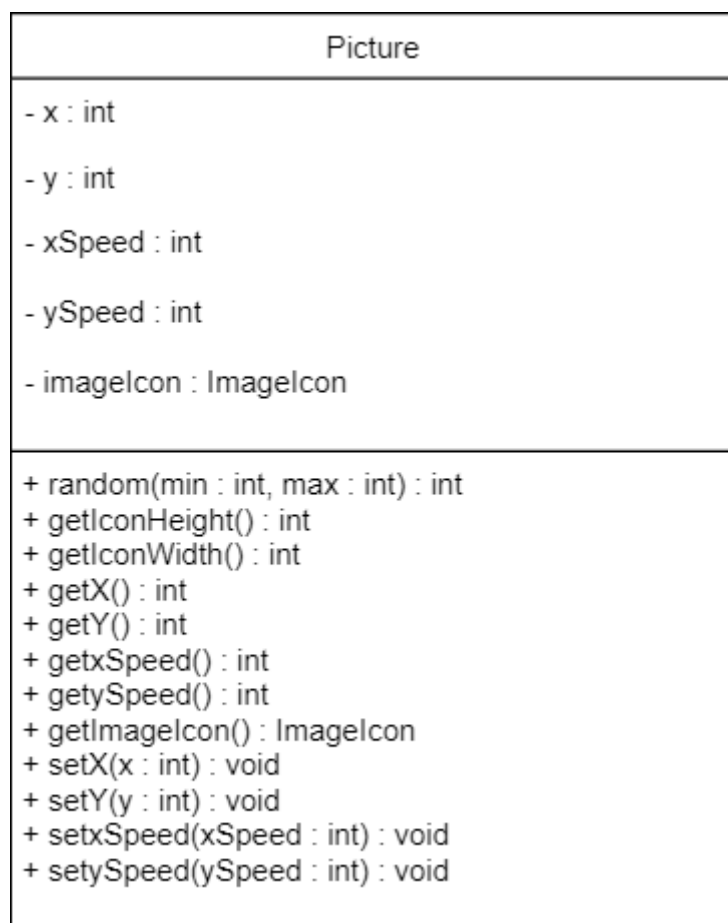 Picture
- x : int
- y : int
- xSpeed : int
- ySpeed : int
- imageIcon : ImageIcon
+ random(min : int, max : int) : int
+ getIconHeight() : int
+ getIconWidth() : int
+ getX() : int
+ getY() : int
+ getxSpeed() : int
+ getySpeed() : int
+ getImageIcon() : ImageIcon
+ setX(x : int) : void
+ setY(y : int) : void
+ setxSpeed(xSpeed : int) : void
+ setySpeed(ySpeed : int) : void